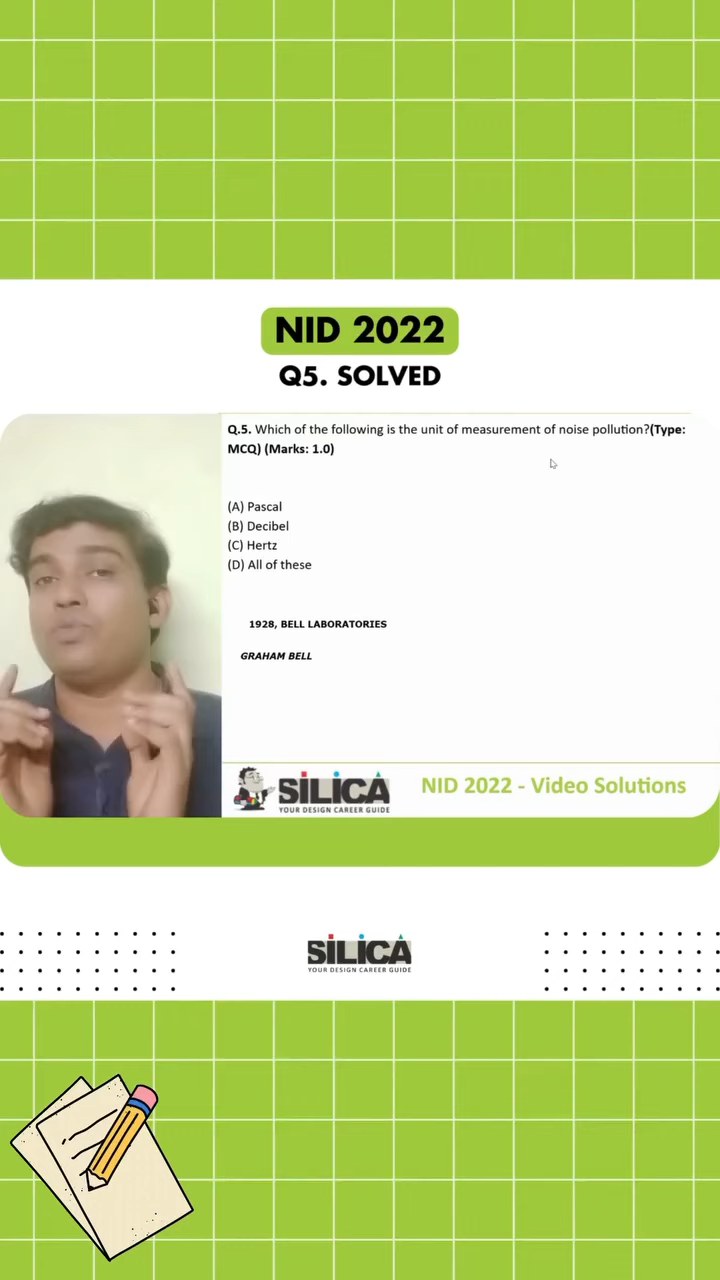 NID 2022
Q5. SOLVED
Q.5. Which of the following is the unit of measurement of noise pollution?(Type:
MCQ) (Marks: 1.0)
(A) Pascal
(B) Decibel
(C) Hertz
(D) All of these
1928, BELL LABORATORIES
GRAHAM BELL
SILICA
YOUR DESIGN CAREER GUIDE
NID 2022 - Video Solutions
SILICA
YOUR DESIGN CAREER GUIDE